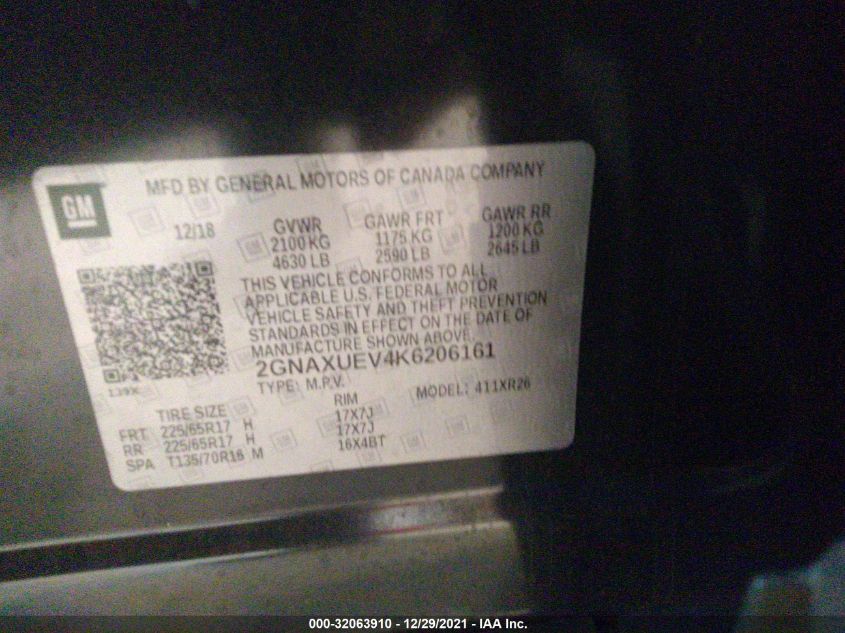 GM
MFD BY GENERAL MOTORS OF CANADA COMPANY
12/18
GVWR GAWR FRT GAWR RR
2100 KG 1175 KG 1200 KG
4630 LB 2590 LB 2645 LB
THIS VEHICLE CONFORMS TO ALL
APPLICABLE U.S. FEDERAL MOTOR
VEHICLE SAFETY AND THEFT PREVENTION
STANDARDS IN EFFECT ON THE DATE OF
MANUFACTURE SHOWN ABOVE.
2GNAXUEV4K6206161
TYPE: M.P.V. MODEL: 411XR26
139X
TIRE SIZE RIM
FRT 225/65R17 H 17X7J
RR 225/65R17 H 17X7J
SPA T135/70R16 M 16X4BT
000-32063910 - 12/29/2021 - IAA Inc.